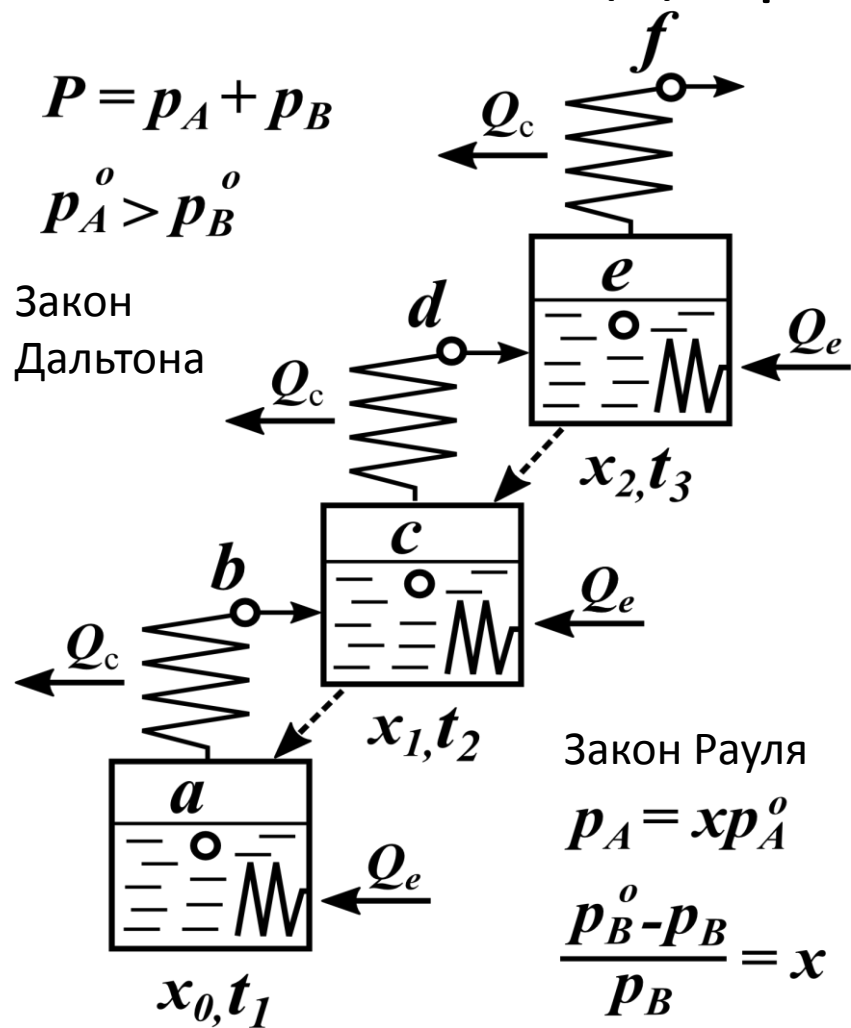 f
P = p_A + p_B
Q_c
p_A^o > p_B^o
e
Закон
Дальтона
d
Q_e
Q_c
x_2, t_3
c
b
Q_e
Q_c
x_1, t_2
Закон Рауля
a
p_A = xp_A^o
Q_e
\frac{p_B^o - p_B}{p_B} = x
x_0, t_1